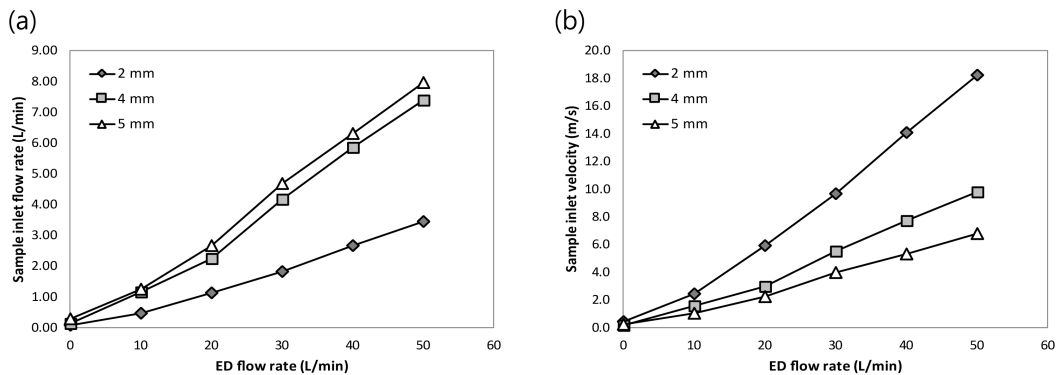 (a)
9.00
8.00
7.00
6.00
5.00
4.00
3.00
2.00
1.00
0.00
Sample inlet flow rate (L/min)
2 mm
4 mm
5 mm
0 10 20 30 40 50 60
ED flow rate (L/min)
(b)
20.0
18.0
16.0
14.0
12.0
10.0
8.0
6.0
4.0
2.0
0.0
Sample inlet velocity (m/s)
2 mm
4 mm
5 mm
0 10 20 30 40 50 60
ED flow rate (L/min)